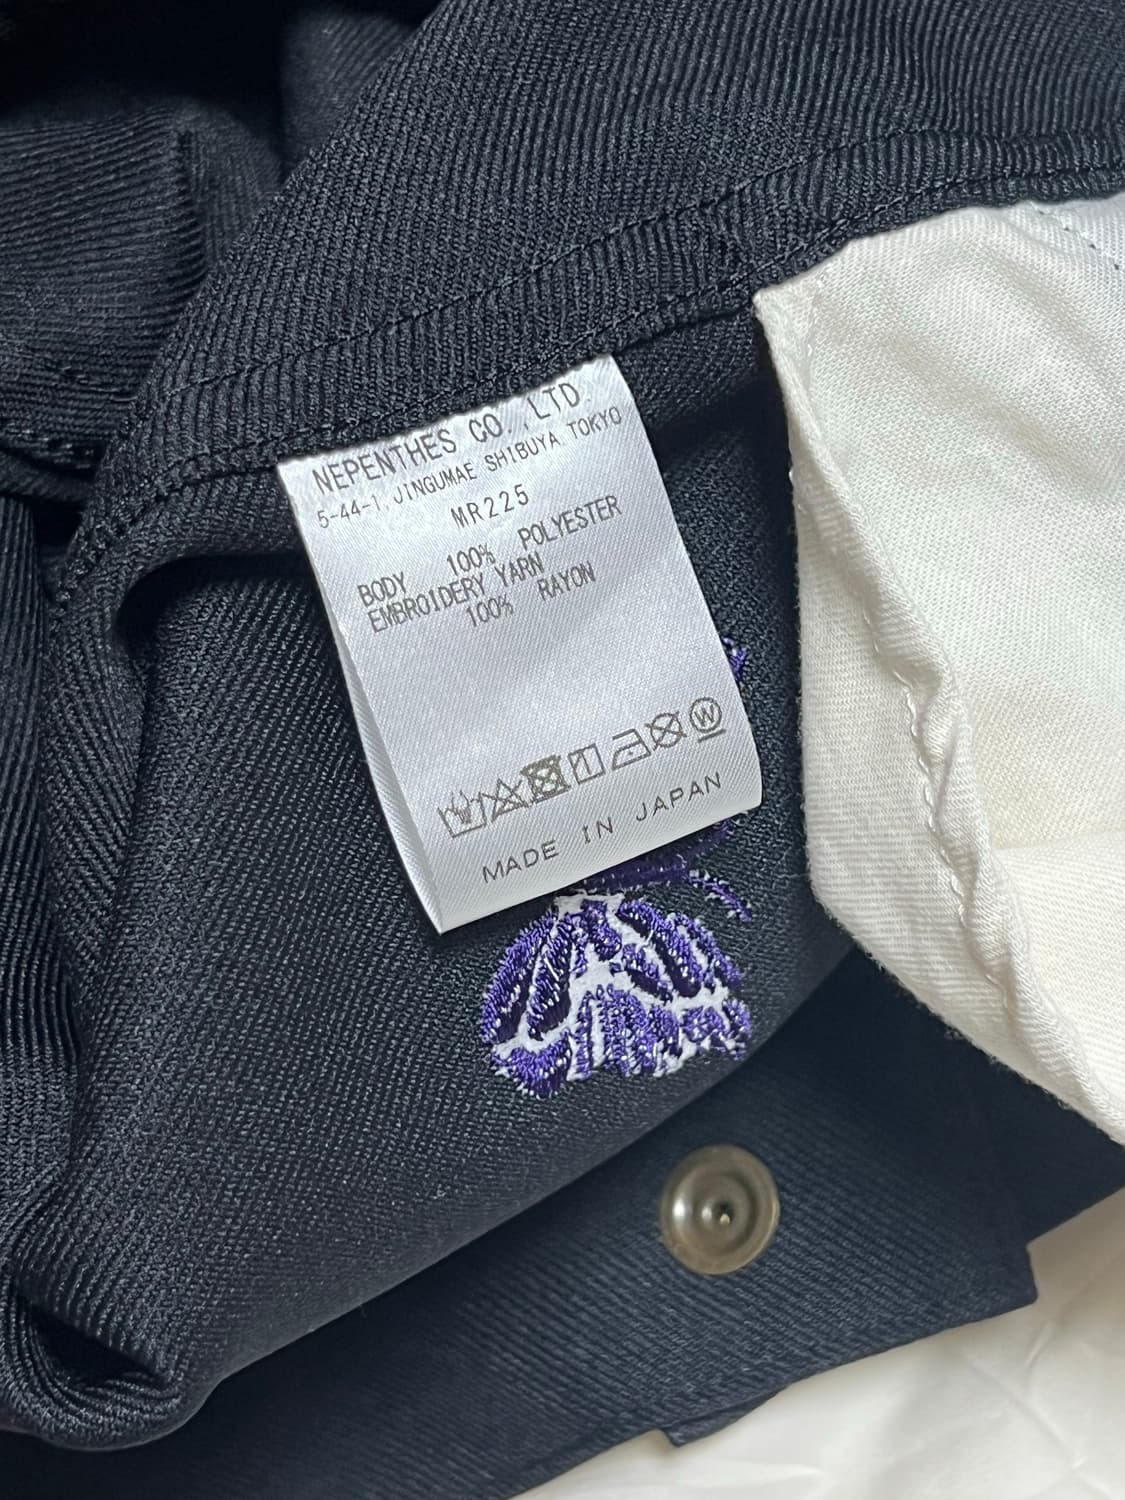 NEPENTHES CO.,LTD.
5-44-1, JINGUMAE SHIBUYA TOKYO
MR225
BODY 100% POLYESTER
EMBROIDERY YARN
100% RAYON
W
MADE IN JAPAN